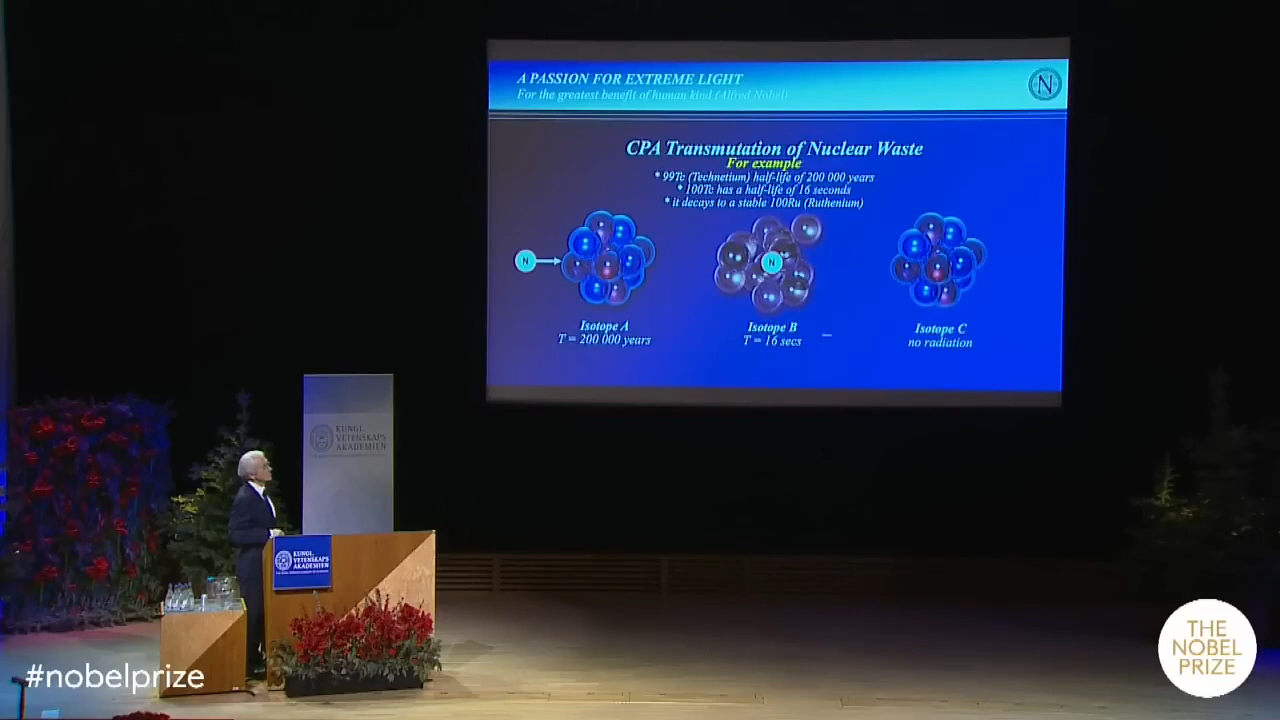 A PASSION FOR EXTREME LIGHT
For the greatest benefit of human kind (Alfred Nobel)
N
CPA Transmutation of Nuclear Waste
For example
* 99Tc (Technetium) half-life of 200 000 years
* 100Tc has a half-life of 16 seconds
* it decays to a stable 100Ru (Ruthenium)
N
N
Isotope A
T = 200 000 years
Isotope B
T = 16 secs
Isotope C
no radiation
KUNGL.
VETENSKAPS
AKADEMIEN
KUNGL.
VETENSKAPS
AKADEMIEN
#nobelprize
THE
NOBEL
PRIZE